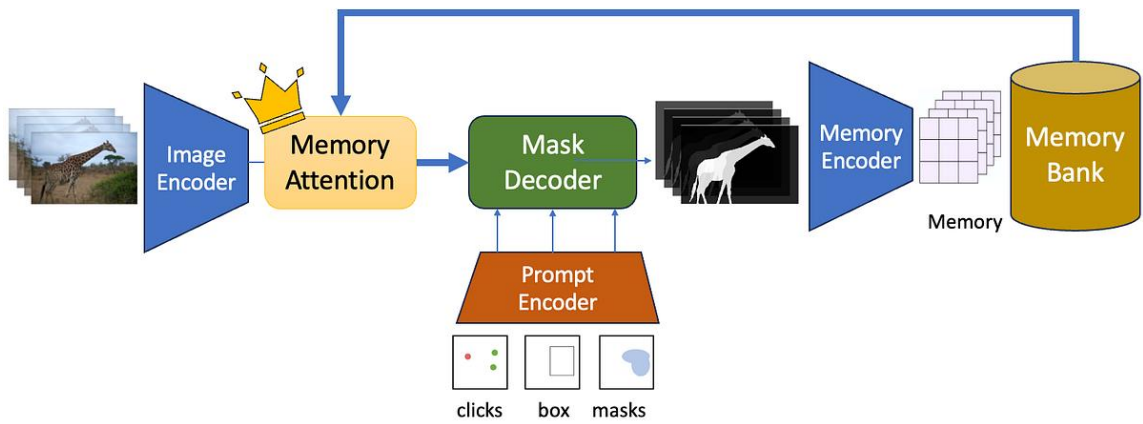 Image
Encoder
Memory
Attention
Mask
Decoder
Memory
Encoder
Memory
Memory
Bank
Prompt
Encoder
clicks
box
masks